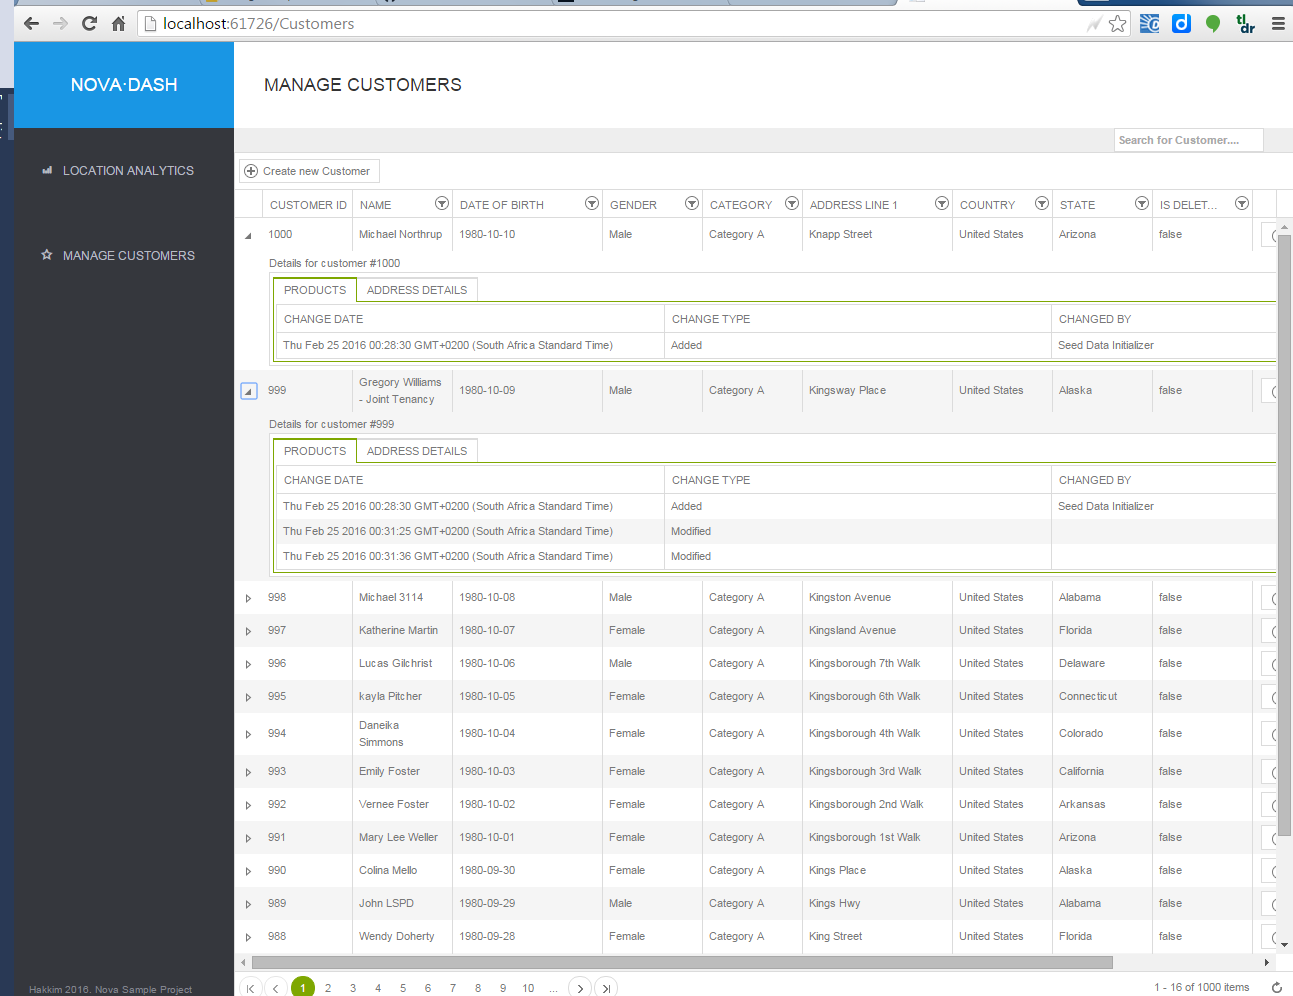 localhost:61726/Customers
tl;dr
NOVA·DASH
MANAGE CUSTOMERS
Search for Customer....
LOCATION ANALYTICS
MANAGE CUSTOMERS
Create new Customer
CUSTOMER ID NAME DATE OF BIRTH GENDER CATEGORY ADDRESS LINE 1 COUNTRY STATE IS DELET...
1000 Michael Northrup 1980-10-10 Male Category A Knapp Street United States Arizona false
Details for customer #1000
PRODUCTS ADDRESS DETAILS
CHANGE DATE CHANGE TYPE CHANGED BY
Thu Feb 25 2016 00:28:30 GMT+0200 (South Africa Standard Time) Added Seed Data Initializer
999 Gregory Williams - Joint Tenancy 1980-10-09 Male Category A Kingsway Place United States Alaska false
Details for customer #999
PRODUCTS ADDRESS DETAILS
CHANGE DATE CHANGE TYPE CHANGED BY
Thu Feb 25 2016 00:28:30 GMT+0200 (South Africa Standard Time) Added Seed Data Initializer
Thu Feb 25 2016 00:31:25 GMT+0200 (South Africa Standard Time) Modified
Thu Feb 25 2016 00:31:36 GMT+0200 (South Africa Standard Time) Modified
998 Michael 3114 1980-10-08 Male Category A Kingston Avenue United States Alabama false
997 Katherine Martin 1980-10-07 Female Category A Kingsland Avenue United States Florida false
996 Lucas Gilchrist 1980-10-06 Male Category A Kingsborough 7th Walk United States Delaware false
995 kayla Pitcher 1980-10-05 Female Category A Kingsborough 6th Walk United States Connecticut false
994 Daneika Simmons 1980-10-04 Female Category A Kingsborough 4th Walk United States Colorado false
993 Emily Foster 1980-10-03 Female Category A Kingsborough 3rd Walk United States California false
992 Vernee Foster 1980-10-02 Female Category A Kingsborough 2nd Walk United States Arkansas false
991 Mary Lee Weller 1980-10-01 Female Category A Kingsborough 1st Walk United States Arizona false
990 Colina Mello 1980-09-30 Female Category A Kings Place United States Alaska false
989 John LSPD 1980-09-29 Male Category A Kings Hwy United States Alabama false
988 Wendy Doherty 1980-09-28 Female Category A King Street United States Florida false
Hakkim 2016. Nova Sample Project
1 2 3 4 5 6 7 8 9 10 ... 1 - 16 of 1000 items